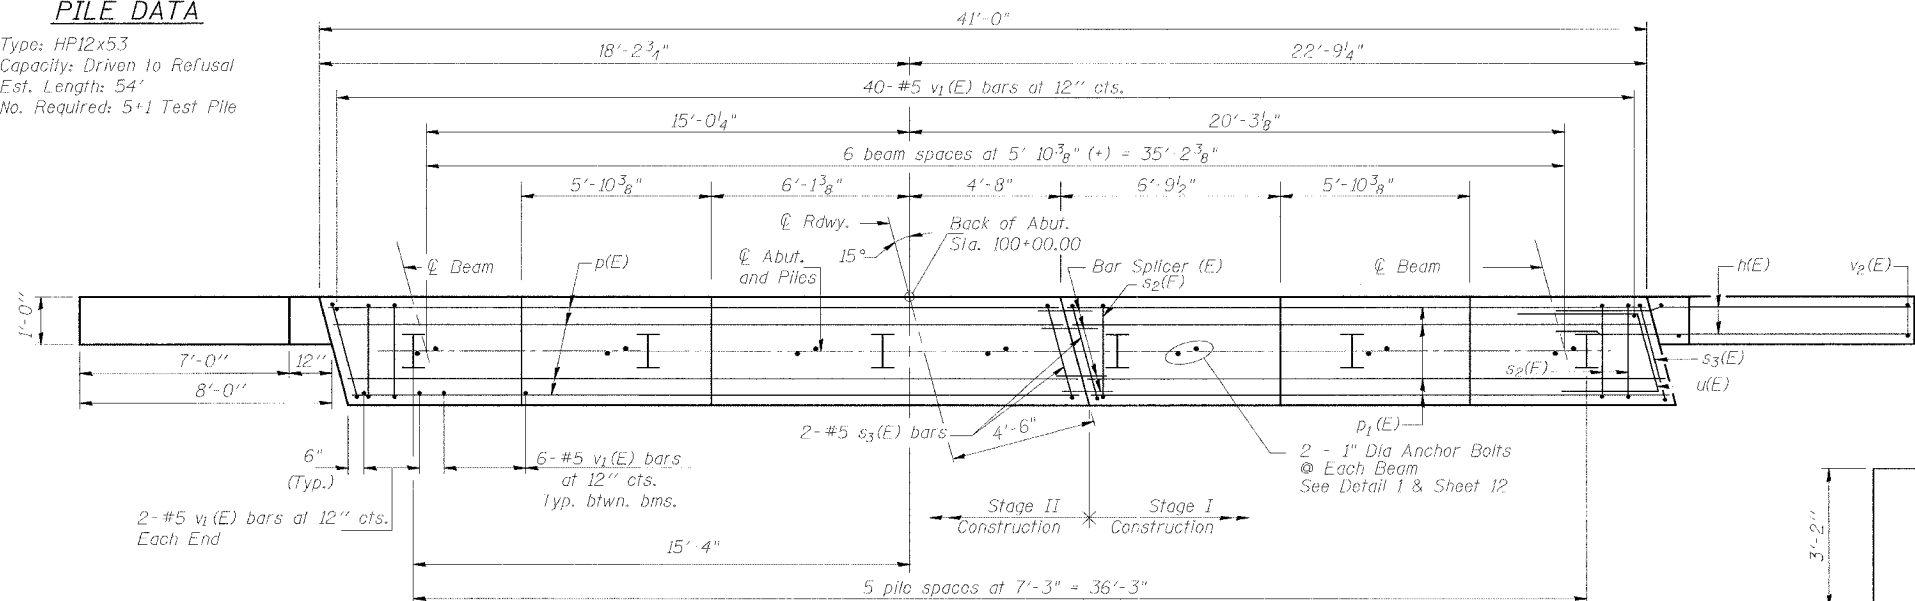 PILE DATA
Type: HP12x53
Capacity: Driven to Refusal
Est. Length: 54'
No. Required: 5+1 Test Pile
41'-0"
18'-2 3/4"
22'-9 1/4"
40-#5 v1(E) bars at 12" cts.
15'-0 1/4"
20'-3 1/8"
6 beam spaces at 5' 10 3/8" (+) = 35' 2 3/8"
5'-10 3/8"
6'-1 3/8"
4'-8"
6'-9 1/2"
5'-10 3/8"
℄ Rdwy.
15°
Back of Abut.
Sta. 100+00.00
℄ Beam
p(E)
℄ Abut.
and Piles
Bar Splicer (E)
s2(E)
℄ Beam
h(E)
v2(E)
1'-0"
7'-0"
12"
8'-0"
s2(E)
s3(E)
u(E)
p1(E)
2-#5 s3(E) bars
4'-6"
2 - 1" Dia Anchor Bolts
@ Each Beam
See Detail 1 & Sheet 12
6"
(Typ.)
6-#5 v1(E) bars
at 12" cts.
Typ. btwn. bms.
2-#5 v1(E) bars at 12" cts.
Each End
Stage II
Construction
Stage I
Construction
15'-4"
5 pile spaces at 7'-3" = 36'-3"
3'-2"